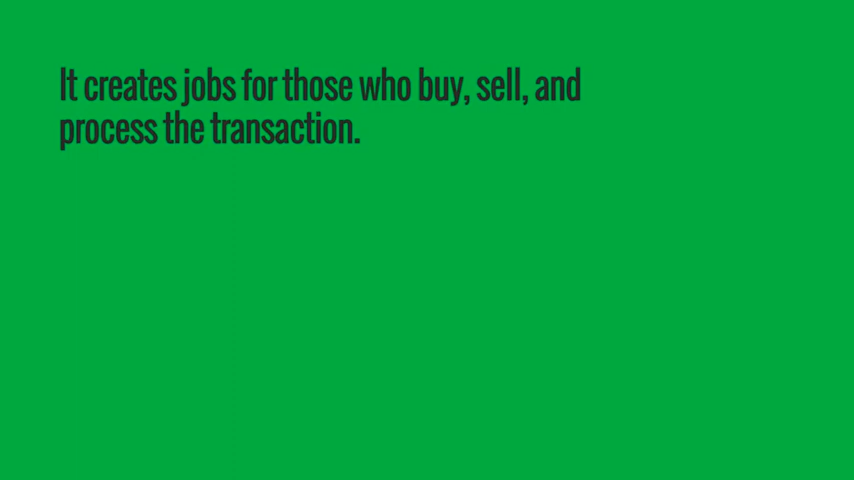 It creates jobs for those who buy, sell, and
process the transaction.